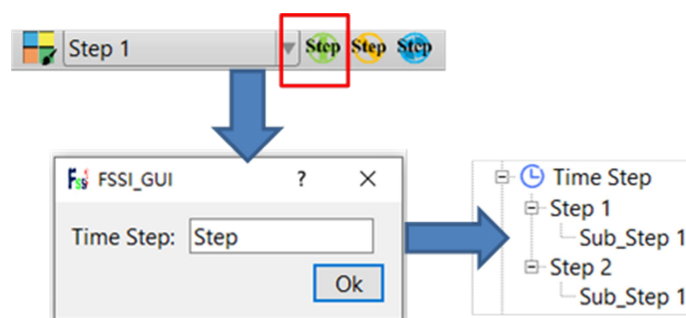 Step 1
Step Step Step
Fssi FSSI_GUI ? ×
Time Step: Step
Ok
Time Step
Step 1
Sub_Step 1
Step 2
Sub_Step 1